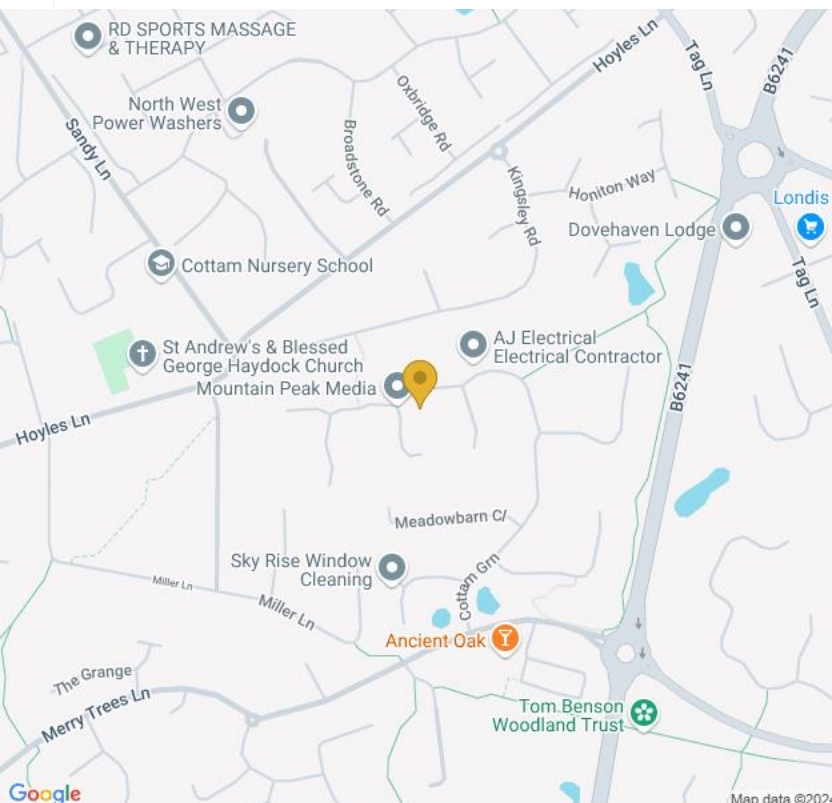 RD SPORTS MASSAGE
& THERAPY
Hoyles Ln
Tag Ln
B6241
North West
Power Washers
Oxbridge Rd
Sandy Ln
Broadstone Rd
Kingsley Rd
Honiton Way
Londis
Dovehaven Lodge
Cottam Nursery School
Tag Ln
St Andrew's & Blessed
George Haydock Church
AJ Electrical
Electrical Contractor
Mountain Peak Media
B6241
Hoyles Ln
Meadowbarn Cl
Sky Rise Window
Cleaning
Cottam Grn
Miller Ln
Miller Ln
Ancient Oak
The Grange
Merry Trees Ln
Tom Benson
Woodland Trust
Google
Map data ©2024